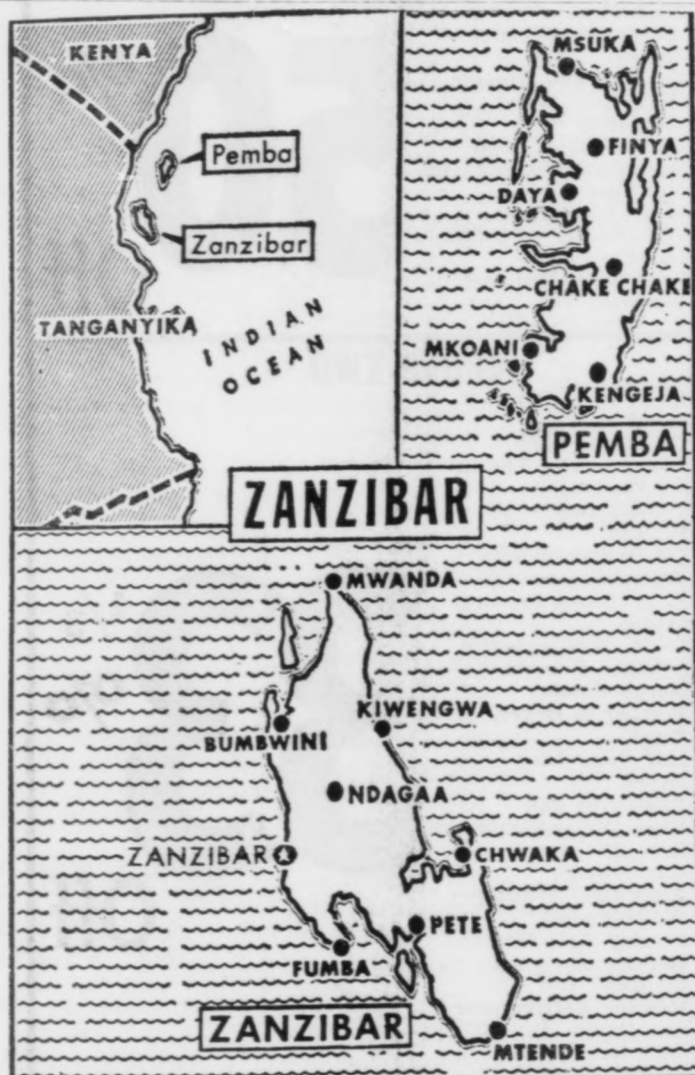 KENYA
Pemba
Zanzibar
TANGANYIKA
INDIAN
OCEAN
MSUKA
FINYA
DAYA
CHAKE CHAKE
MKOANI
KENGEJA
PEMBA
ZANZIBAR
MWANDA
KIWENGWA
BUMBWINI
NDAGAA
ZANZIBAR
CHWAKA
PETE
FUMBA
ZANZIBAR
MTENDE